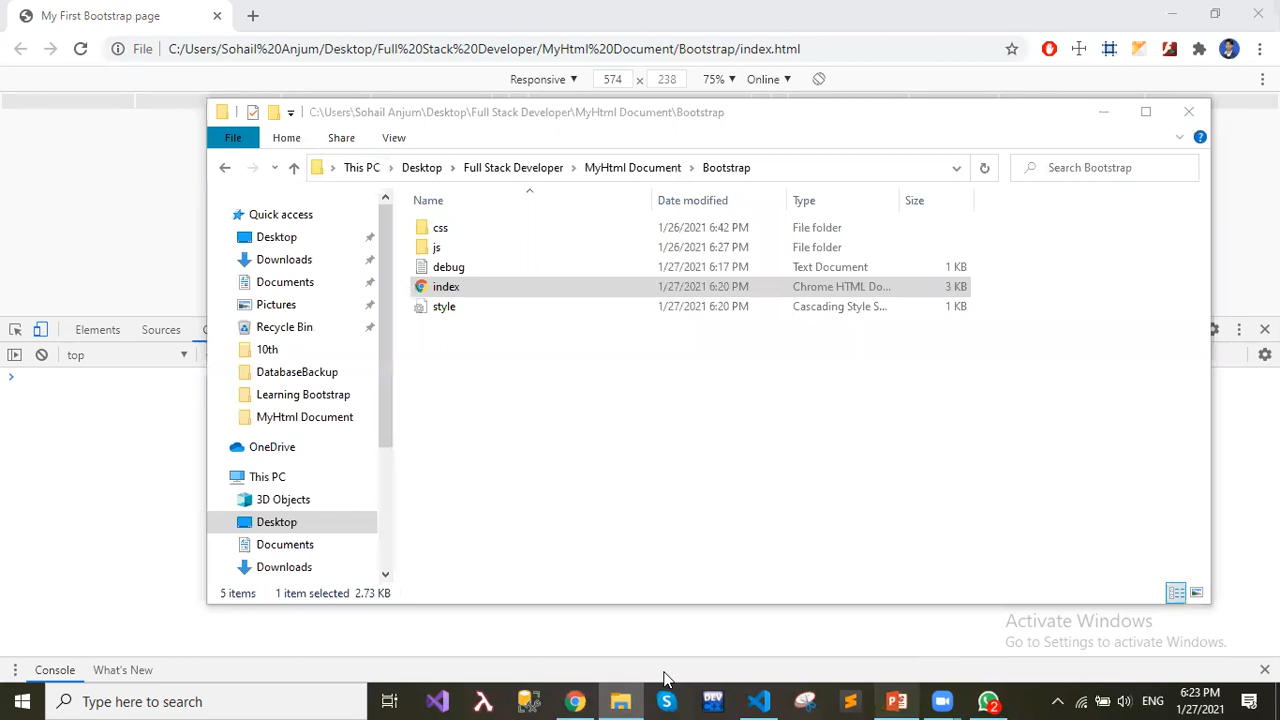 My First Bootstrap page
File C:/Users/Sohail%20Anjum/Desktop/Full%20Stack%20Developer/MyHtml%20Document/Bootstrap/index.html
Responsive 574 × 238 75% Online
C:\Users\Sohail Anjum\Desktop\Full Stack Developer\MyHtml Document\Bootstrap
File Home Share View
This PC Desktop Full Stack Developer MyHtml Document Bootstrap Search Bootstrap
Name Date modified Type Size
Quick access
Desktop
Downloads
Documents
Pictures
Recycle Bin
10th
DatabaseBackup
Learning Bootstrap
MyHtml Document
OneDrive
This PC
3D Objects
Desktop
Documents
Downloads
css 1/26/2021 6:42 PM File folder
js 1/26/2021 6:27 PM File folder
debug 1/27/2021 6:17 PM Text Document 1 KB
index 1/27/2021 6:20 PM Chrome HTML Do... 3 KB
style 1/27/2021 6:20 PM Cascading Style S... 1 KB
5 items 1 item selected 2.73 KB
Elements Sources
top
Activate Windows
Go to Settings to activate Windows.
Console What's New
Type here to search
2
ENG
6:23 PM
1/27/2021